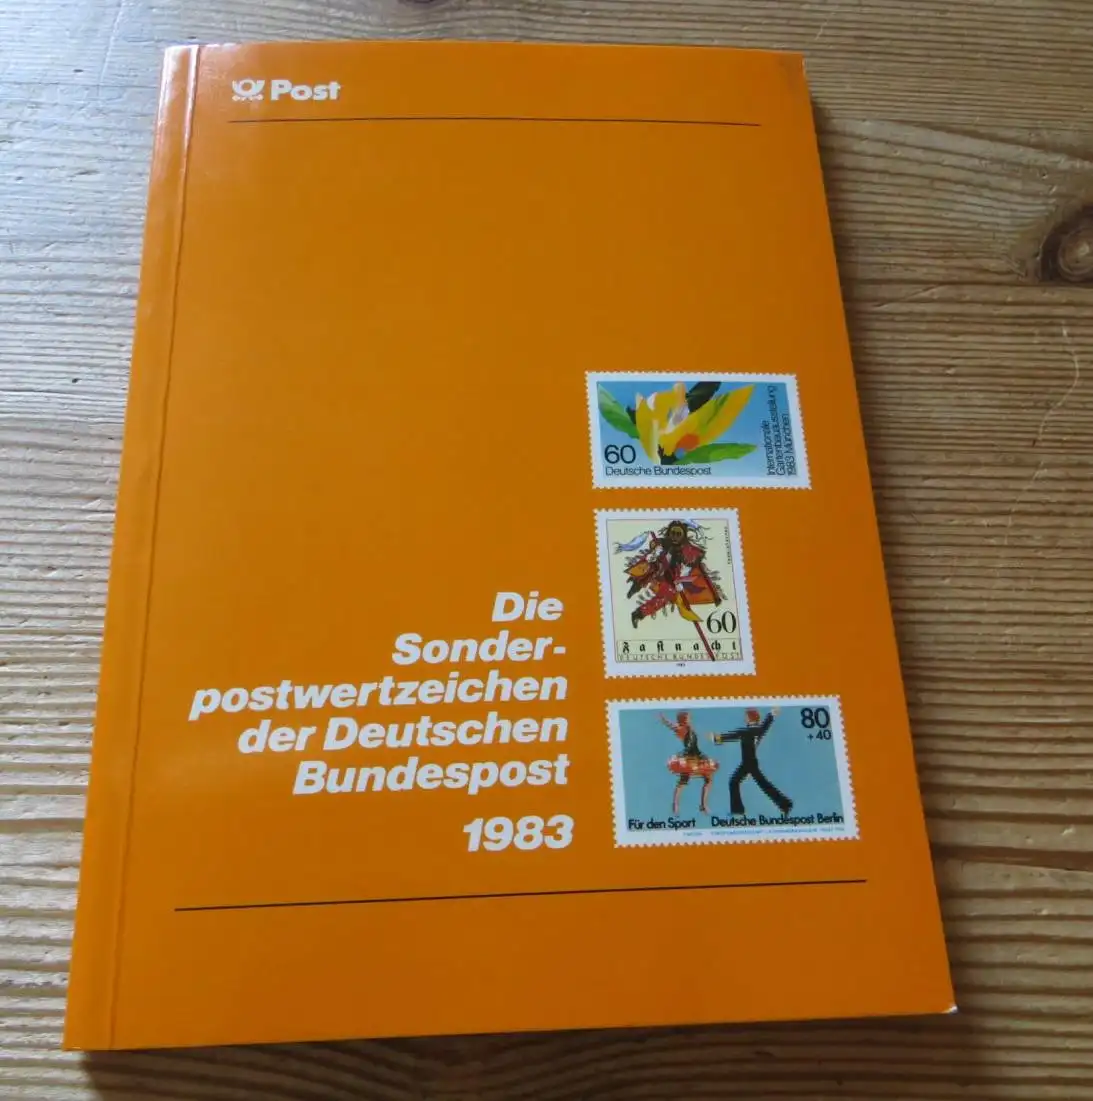 Post
60
Deutsche Bundespost
Internationale
Gartenbauausstellung
1983 München
60
Fastnacht
DEUTSCHE BUNDESPOST
1983
80
+40
Für den Sport
Deutsche Bundespost Berlin
Die
Sonder-
postwertzeichen
der Deutschen
Bundespost
1983